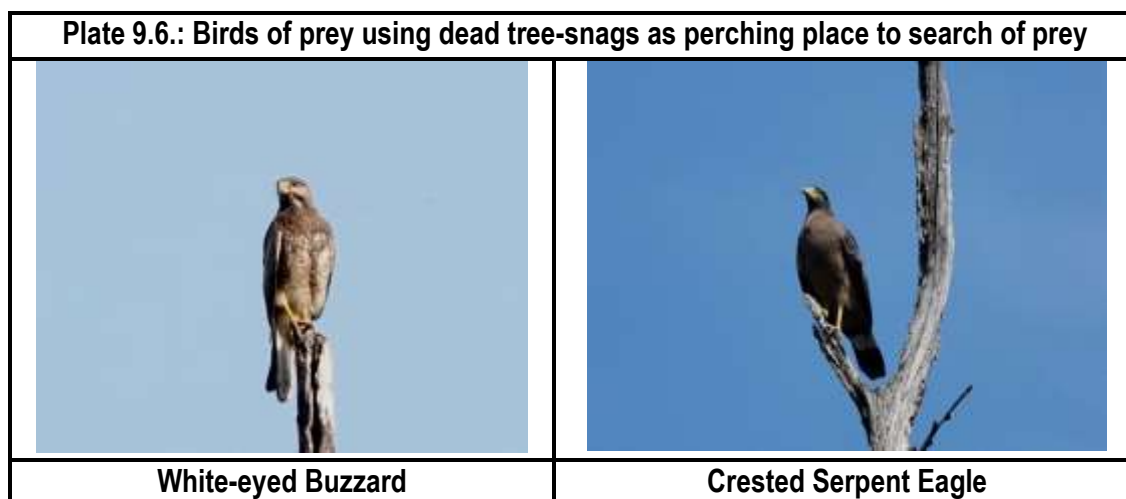 Plate 9.6.: Birds of prey using dead tree-snags as perching place to search of prey
White-eyed Buzzard
Crested Serpent Eagle